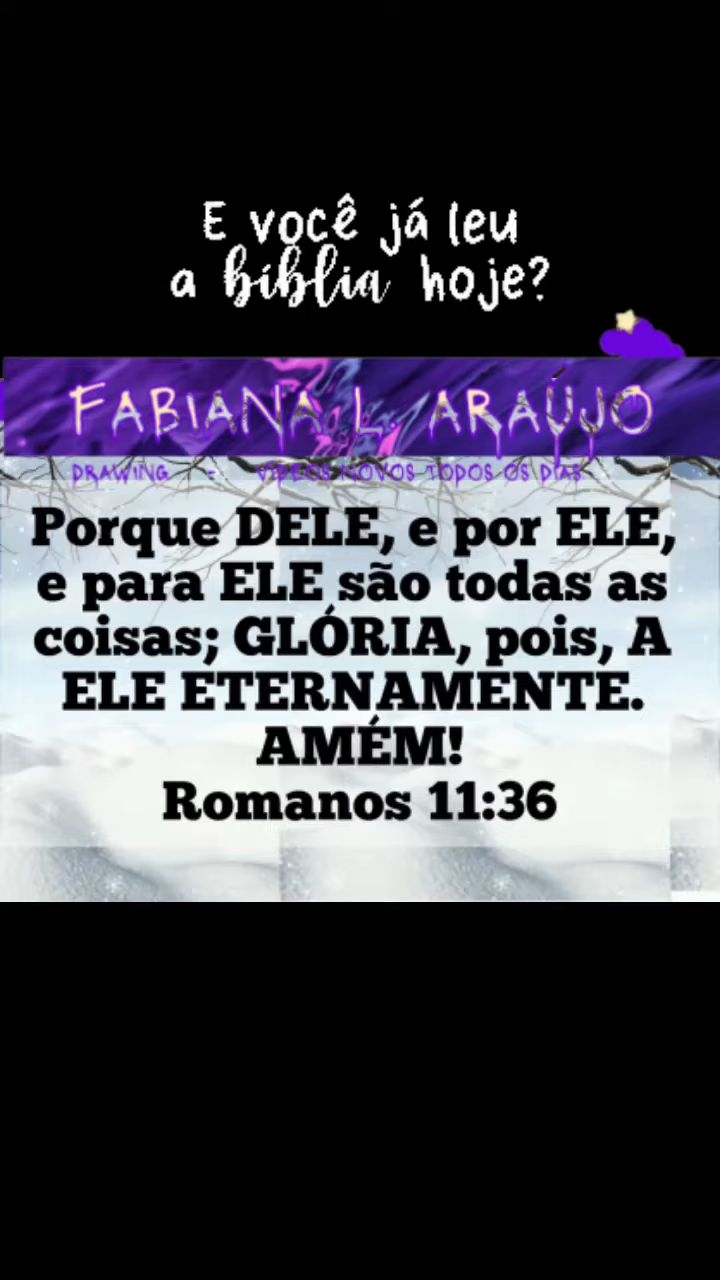 E você já leu
a bíblia hoje?
FABIANA L. ARAÚJO
DRAWING - VÍDEOS NOVOS TODOS OS DIAS
Porque DELE, e por ELE,
e para ELE são todas as
coisas; GLÓRIA, pois, A
ELE ETERNAMENTE.
AMÉM!
Romanos 11:36